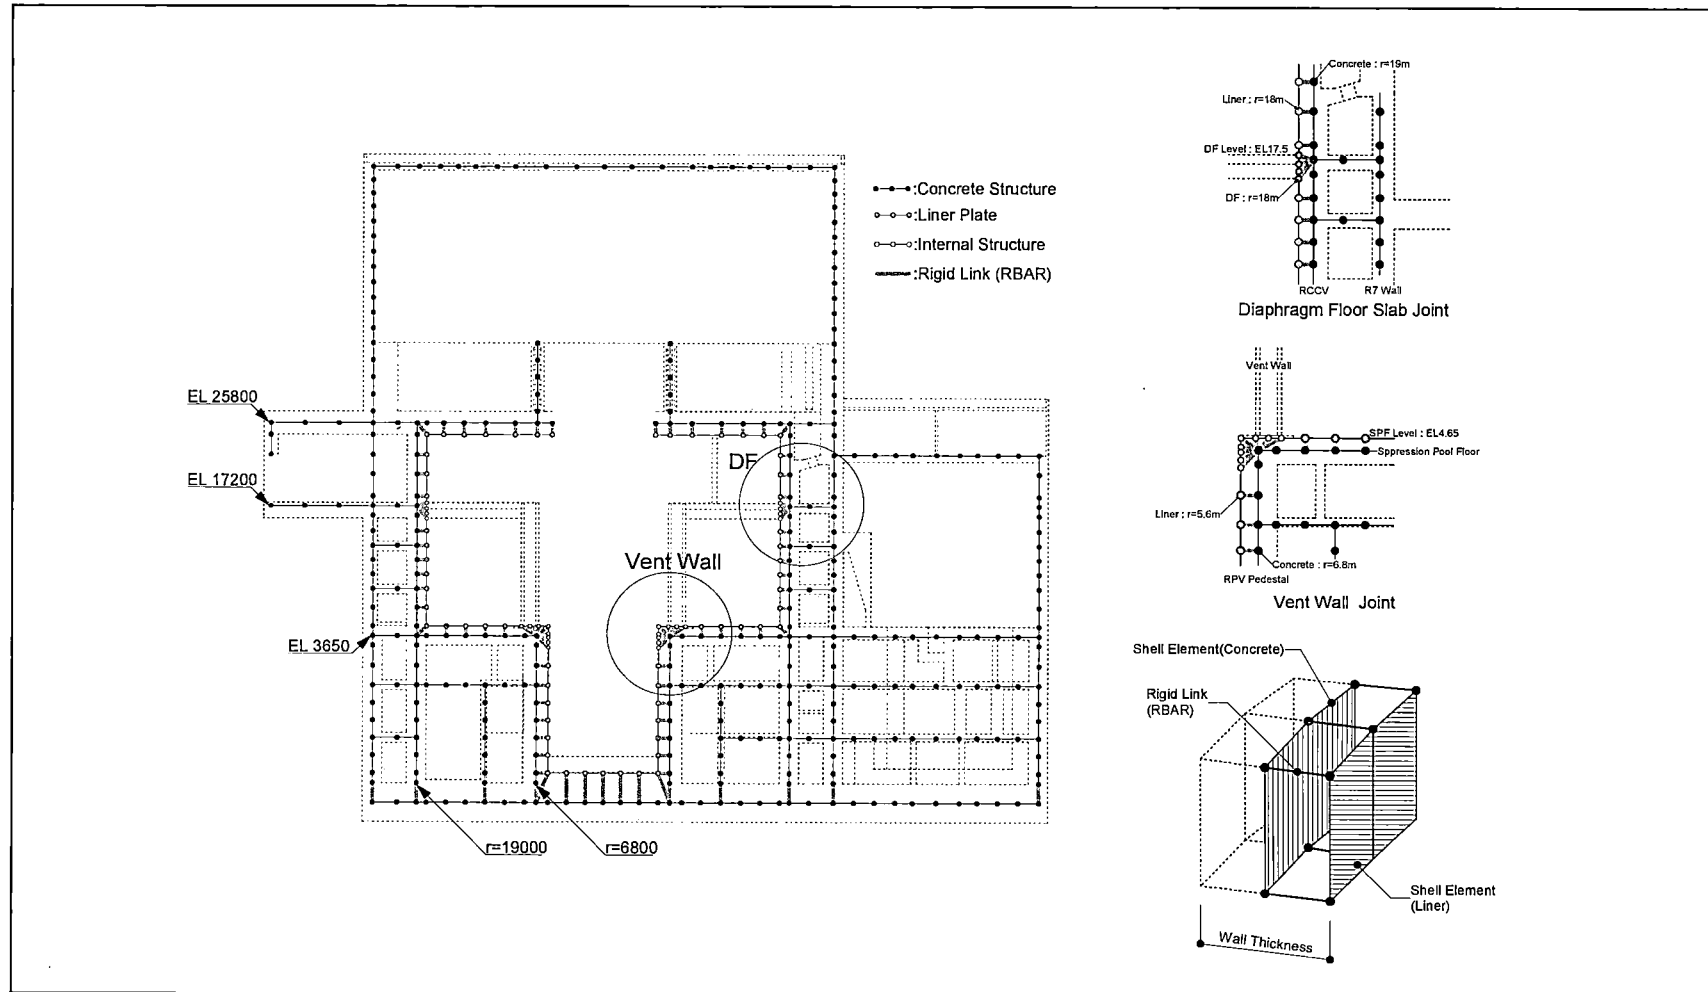 :Concrete Structure
:Liner Plate
:Internal Structure
:Rigid Link (RBAR)
EL 25800
EL 17200
EL 3650
DF
Vent Wall
r=19000
r=6800
Concrete : r=19m
Liner : r=18m
DF Level : EL17.5
DF : r=18m
RCCV
R7 Wall
Diaphragm Floor Slab Joint
Vent Wall
SPF Level : EL4.65
Sppression Pool Floor
Liner : r=5.6m
Concrete : r=6.8m
RPV Pedestal
Vent Wall Joint
Shell Element(Concrete)
Rigid Link
(RBAR)
Shell Element
(Liner)
Wall Thickness